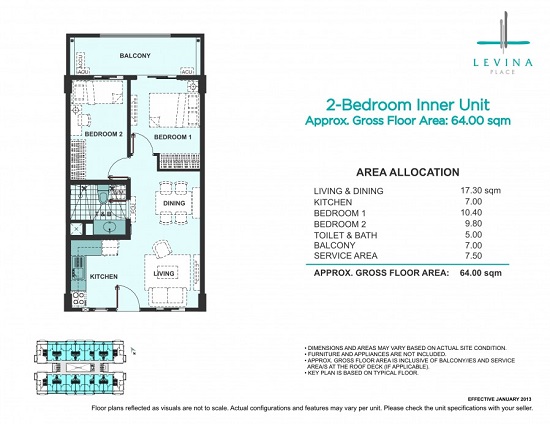 LEVINA
PLACE
2-Bedroom Inner Unit
Approx. Gross Floor Area: 64.00 sqm
BALCONY
ACU
ACU
BEDROOM 2
BEDROOM 1
T & B
DINING
KITCHEN
LIVING
AREA ALLOCATION
LIVING & DINING 17.30 sqm
KITCHEN 7.00
BEDROOM 1 10.40
BEDROOM 2 9.80
TOILET & BATH 5.00
BALCONY 7.00
SERVICE AREA 7.50
APPROX. GROSS FLOOR AREA: 64.00 sqm
• DIMENSIONS AND AREAS MAY VARY BASED ON ACTUAL SITE CONDITION.
• FURNITURE AND APPLIANCES ARE NOT INCLUDED.
• APPROX. GROSS FLOOR AREA IS INCLUSIVE OF BALCONY/IES AND SERVICE
AREA/S AT THE ROOF DECK (IF APPLICABLE).
• KEY PLAN IS BASED ON TYPICAL FLOOR.
EFFECTIVE JANUARY 2013
Floor plans reflected as visuals are not to scale. Actual configurations and features may vary per unit. Please check the unit specifications with your seller.